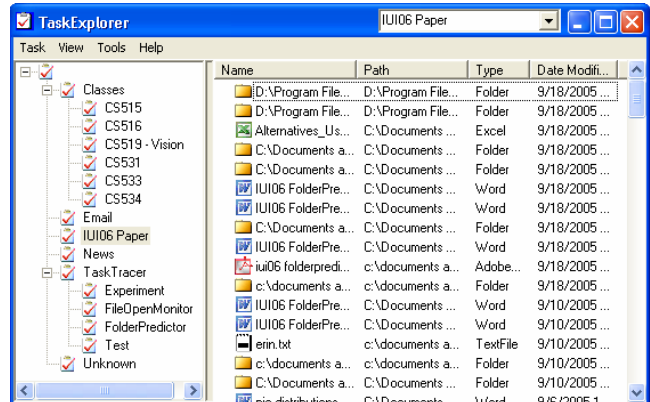 TaskExplorer IUI06 Paper
Task View Tools Help
Name Path Type Date Modifi...
Classes
CS515
CS516
CS519 - Vision
CS531
CS533
CS534
Email
IUI06 Paper
News
TaskTracer
Experiment
FileOpenMonitor
FolderPredictor
Test
Unknown
D:\Program File... D:\Program File... Folder 9/18/2005 ...
D:\Program File... D:\Program File... Folder 9/18/2005 ...
Alternatives_Us... C:\Documents ... Excel 9/18/2005 ...
C:\Documents a... C:\Documents ... Folder 9/18/2005 ...
C:\Documents a... C:\Documents ... Folder 9/18/2005 ...
IUI06 FolderPre... C:\Documents ... Word 9/18/2005 ...
IUI06 FolderPre... C:\Documents ... Word 9/18/2005 ...
C:\Documents a... C:\Documents ... Folder 9/18/2005 ...
IUI06 FolderPre... C:\Documents ... Word 9/18/2005 ...
iui06 folderpredi... c:\documents a... Adobe... 9/18/2005 ...
c:\documents a... c:\documents a... Folder 9/18/2005 ...
IUI06 FolderPre... C:\Documents ... Word 9/10/2005 ...
IUI06 FolderPre... C:\Documents ... Word 9/10/2005 ...
erin.txt c:\documents a... TextFile 9/10/2005 ...
c:\documents a... c:\documents a... Folder 9/10/2005 ...
C:\Documents a... C:\Documents ... Folder 9/10/2005 ...